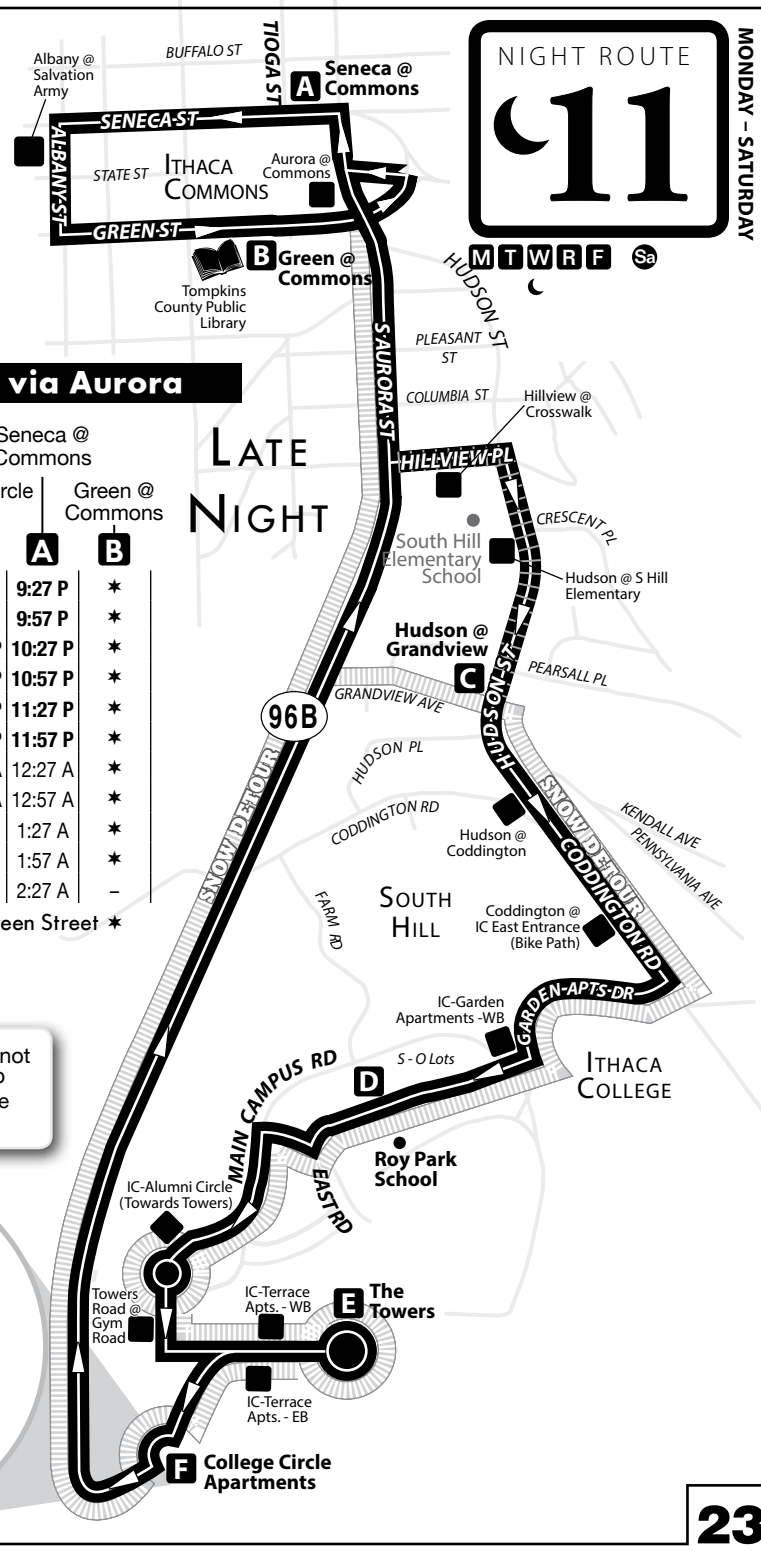 BUFFALO ST
TIOGA ST
Albany @
Salvation
Army
A
Seneca @
Commons
NIGHT ROUTE
11
MONDAY – SATURDAY
SENECA ST
ALBANY ST
STATE ST
ITHACA
COMMONS
Aurora @
Commons
GREEN ST
B
Green @
Commons
Tompkins
County Public
Library
M T W R F Sa
HUDSON ST
PLEASANT
ST
S AURORA ST
COLUMBIA ST
via Aurora
Hillview @
Crosswalk
Seneca @
Commons
rcle
Green @
Commons
A B
LATE
NIGHT
HILLVIEW PL
CRESCENT PL
South Hill
Elementary
School
Hudson @ S Hill
Elementary
9:27 P ✶
9:57 P ✶
P 10:27 P ✶
P 10:57 P ✶
P 11:27 P ✶
P 11:57 P ✶
A 12:27 A ✶
A 12:57 A ✶
1:27 A ✶
1:57 A ✶
2:27 A –
reen Street ✶
Hudson @
Grandview
C
HUDSON ST
PEARSALL PL
GRANDVIEW AVE
96B
HUDSON PL
SNOW DETOUR
SNOW DETOUR
CODDINGTON RD
KENDALL AVE
PENNSYLVANIA AVE
Hudson @
Coddington
CODDINGTON RD
FARM RD
SOUTH
HILL
Coddington @
IC East Entrance
(Bike Path)
GARDEN APTS DR
IC-Garden
Apartments -WB
not
e
S - O Lots
D
ITHACA
COLLEGE
MAIN CAMPUS RD
EAST RD
Roy Park
School
IC-Alumni Circle
(Towards Towers)
Towers
Road @
Gym
Road
IC-Terrace
Apts. - WB
E
The
Towers
IC-Terrace
Apts. - EB
F
College Circle
Apartments
23